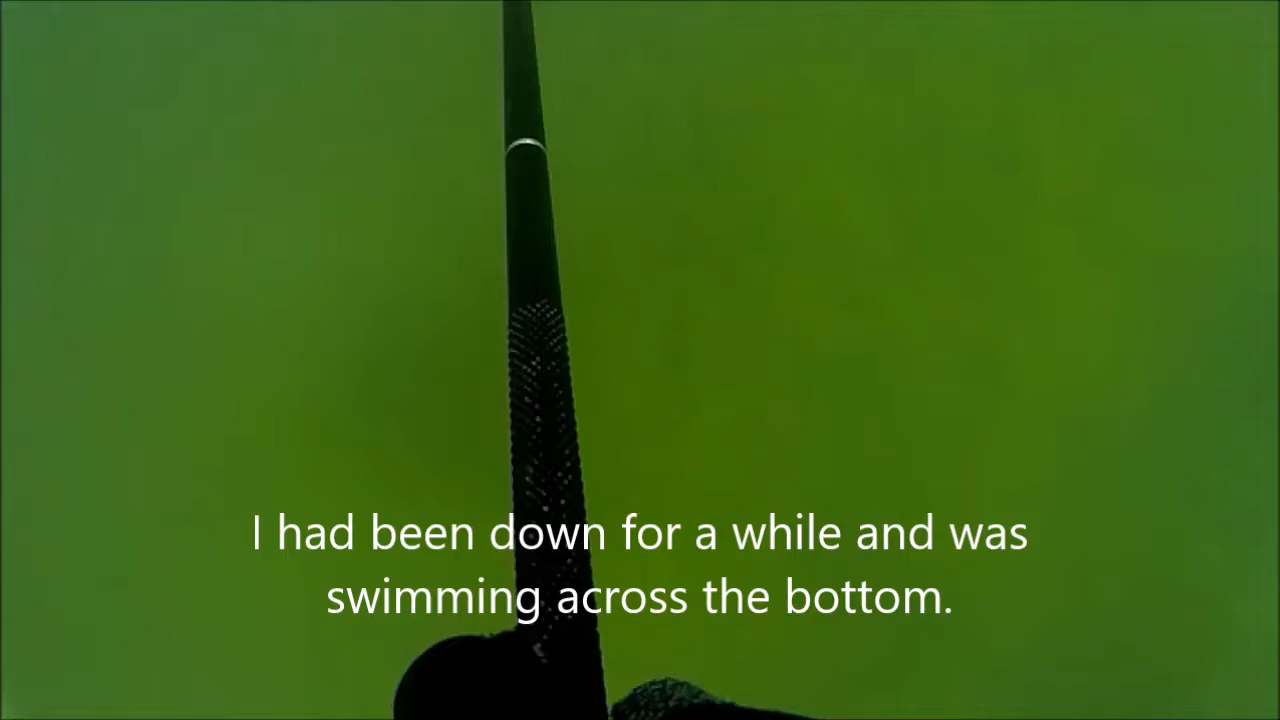 I had been down for a while and was
swimming across the bottom.